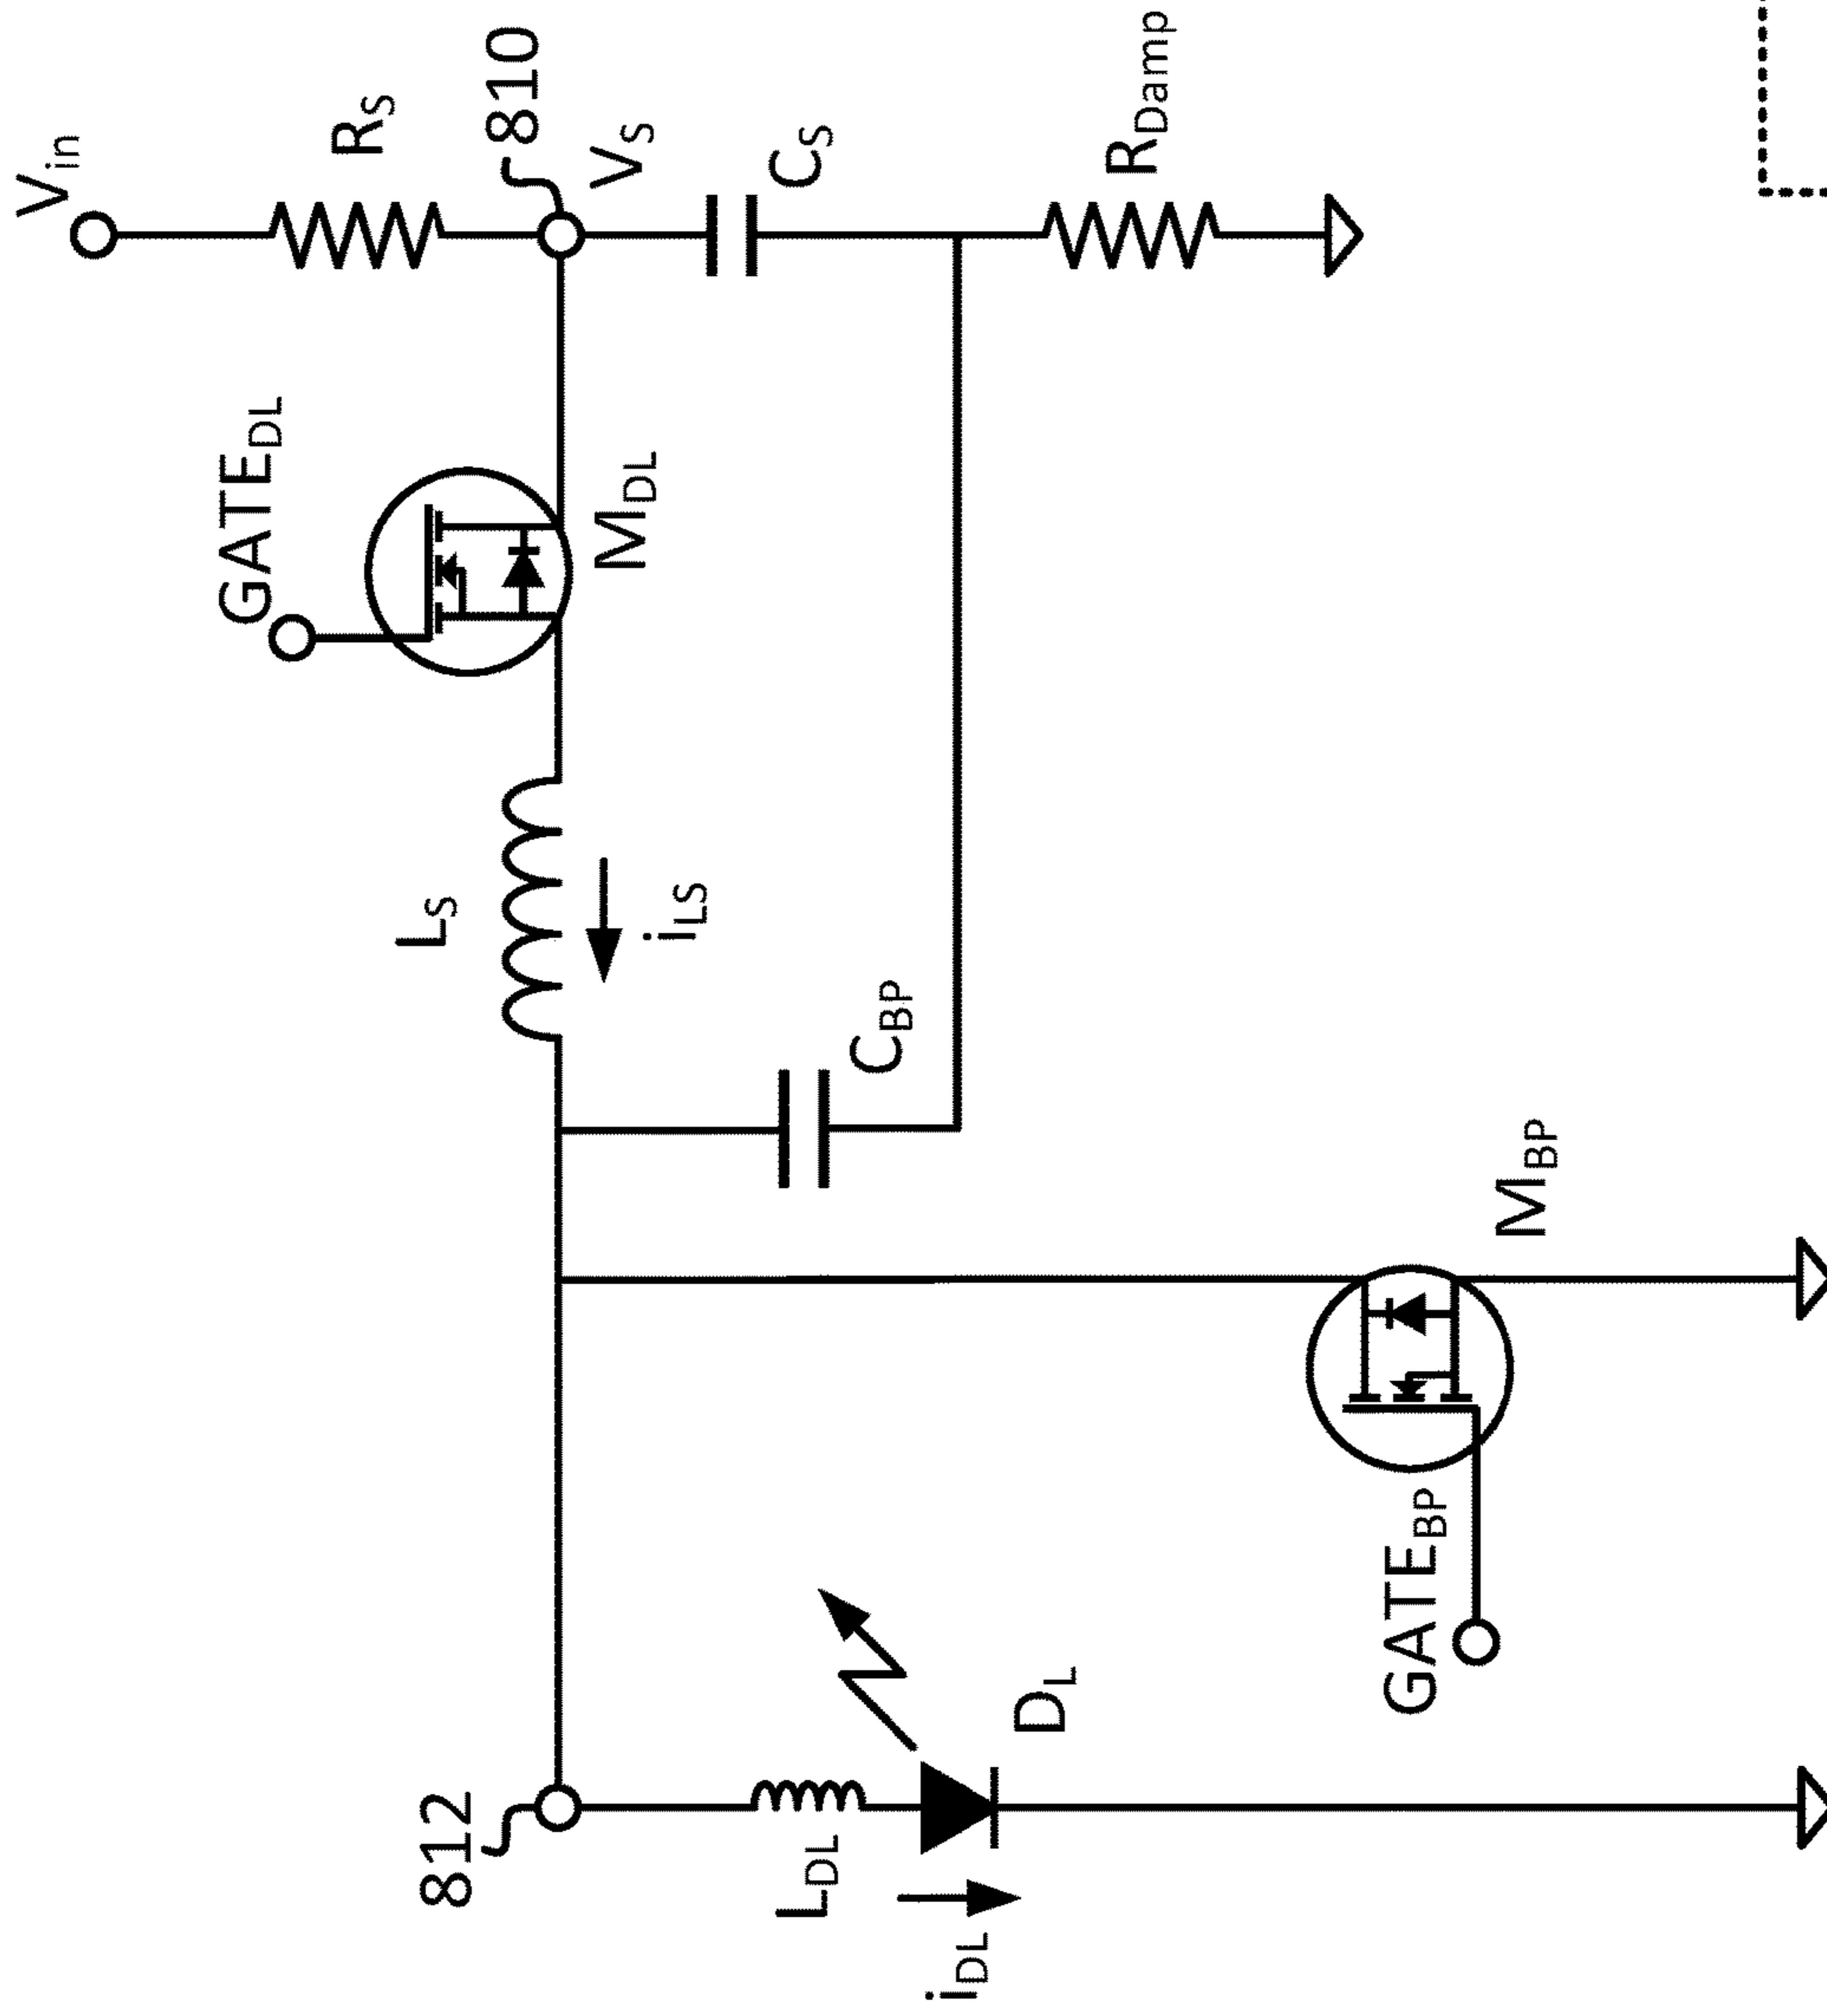 V_in
R_S
810
V_S
C_S
R_Damp
GATE_DL
M_DL
L_S
i_LS
C_BP
M_BP
GATE_BP
812
L_DL
D_L
i_DL